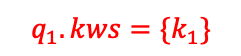 q₁.kws = {k₁}